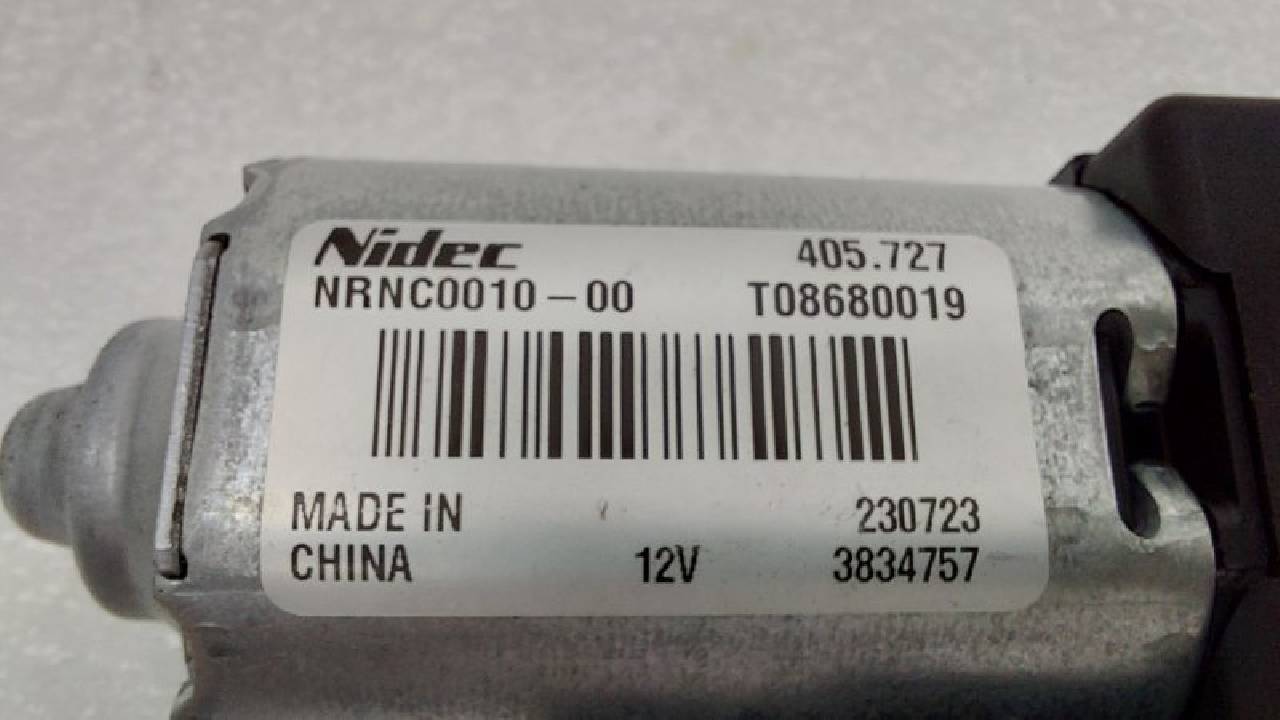 Nidec 405.727
NRNC0010-00 T08680019
MADE IN 230723
CHINA 12V 3834757